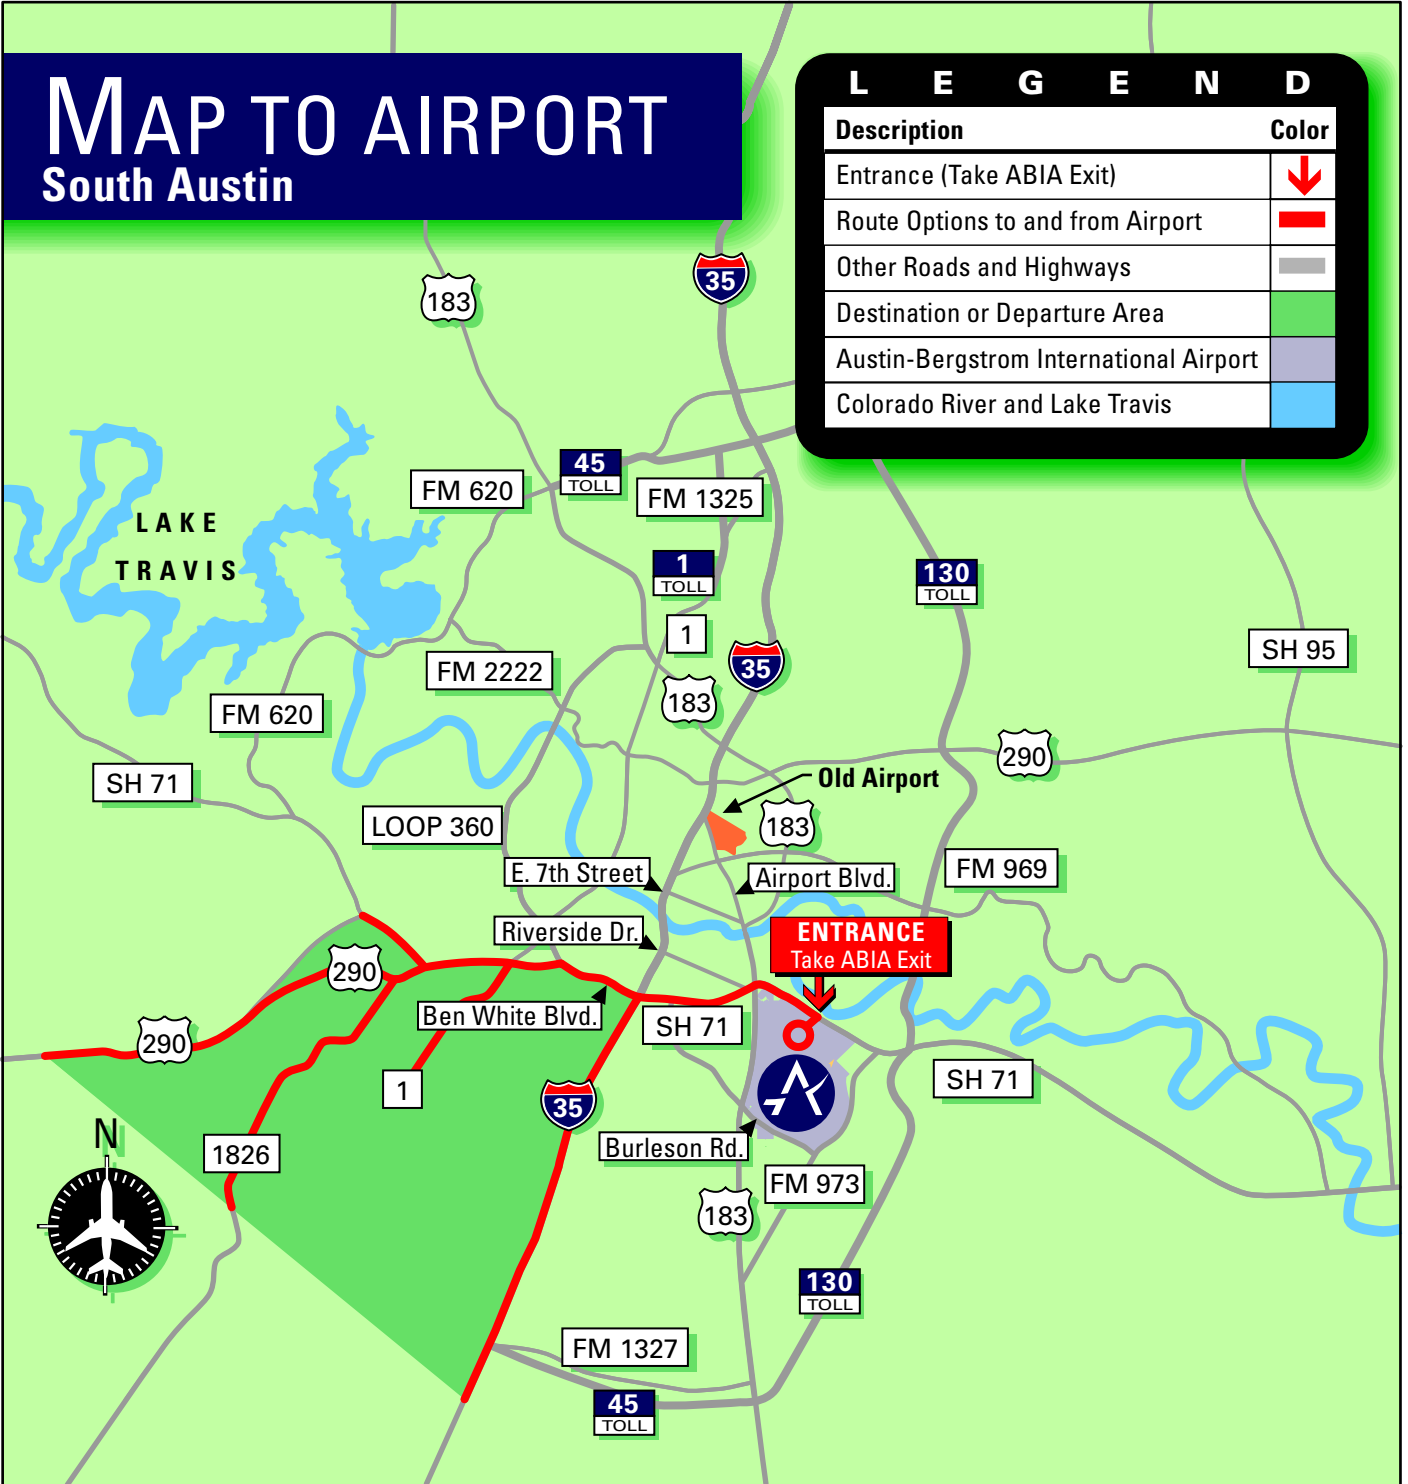 MAP TO AIRPORT
South Austin
LEGEND
Description Color
Entrance (Take ABIA Exit)
Route Options to and from Airport
Other Roads and Highways
Destination or Departure Area
Austin-Bergstrom International Airport
Colorado River and Lake Travis
183
35
45
TOLL
FM 620
FM 1325
LAKE
TRAVIS
1
TOLL
130
TOLL
1
SH 95
FM 2222
35
183
FM 620
290
SH 71
Old Airport
LOOP 360
183
E. 7th Street
Airport Blvd.
FM 969
Riverside Dr.
ENTRANCE
Take ABIA Exit
290
Ben White Blvd.
SH 71
290
SH 71
1
35
N
1826
Burleson Rd.
FM 973
183
130
TOLL
FM 1327
45
TOLL